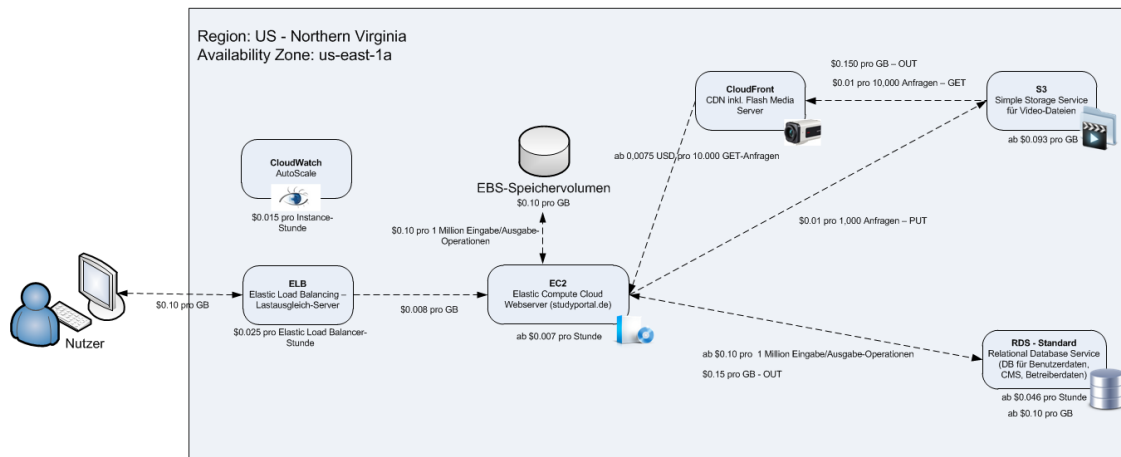 Region: US - Northern Virginia
Availability Zone: us-east-1a
$0.150 pro GB – OUT
$0.01 pro 10,000 Anfragen – GET
CloudFront
CDN inkl. Flash Media
Server
S3
Simple Storage Service
für Video-Dateien
ab $0.093 pro GB
ab 0,0075 USD pro 10.000 GET-Anfragen
CloudWatch
AutoScale
$0.015 pro Instance-
Stunde
EBS-Speichervolumen
$0.10 pro GB
$0.10 pro 1 Million Eingabe/Ausgabe-
Operationen
$0.01 pro 1,000 Anfragen – PUT
Nutzer
$0.10 pro GB
ELB
Elastic Load Balancing –
Lastausgleich-Server
$0.025 pro Elastic Load Balancer-
Stunde
$0.008 pro GB
EC2
Elastic Compute Cloud
Webserver (studyportal.de)
ab $0.007 pro Stunde
ab $0.10 pro 1 Million Eingabe/Ausgabe-Operationen
$0.15 pro GB - OUT
RDS - Standard
Relational Database Service
(DB für Benutzerdaten,
CMS, Betreiberdaten)
ab $0.046 pro Stunde
ab $0.10 pro GB